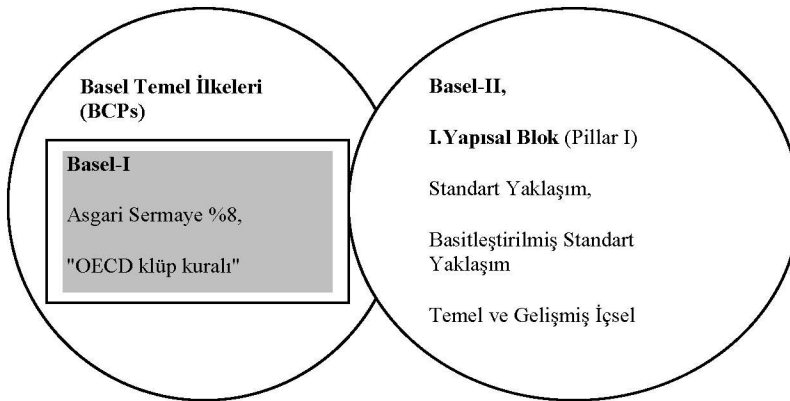 Basel Temel İlkeleri
(BCPs)
Basel-I
Asgari Sermaye %8,
"OECD klüp kuralı"
Basel-II,
I.Yapısal Blok (Pillar I)
Standart Yaklaşım,
Basitleştirilmiş Standart
Yaklaşım
Temel ve Gelişmiş İçsel